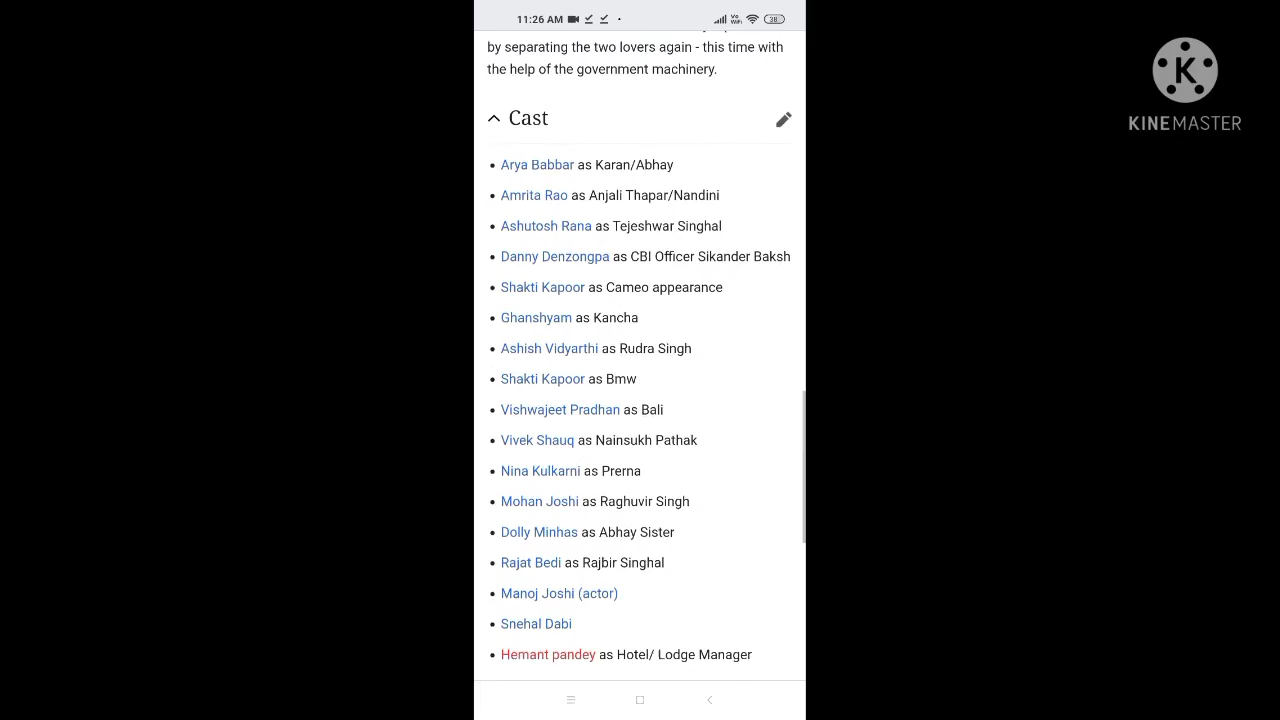 11:26 AM
Vo
WiFi
38
by separating the two lovers again - this time with
the help of the government machinery.
Cast
• Arya Babbar as Karan/Abhay
• Amrita Rao as Anjali Thapar/Nandini
• Ashutosh Rana as Tejeshwar Singhal
• Danny Denzongpa as CBI Officer Sikander Baksh
• Shakti Kapoor as Cameo appearance
• Ghanshyam as Kancha
• Ashish Vidyarthi as Rudra Singh
• Shakti Kapoor as Bmw
• Vishwajeet Pradhan as Bali
• Vivek Shauq as Nainsukh Pathak
• Nina Kulkarni as Prerna
• Mohan Joshi as Raghuvir Singh
• Dolly Minhas as Abhay Sister
• Rajat Bedi as Rajbir Singhal
• Manoj Joshi (actor)
• Snehal Dabi
• Hemant pandey as Hotel/ Lodge Manager
K
KINEMASTER